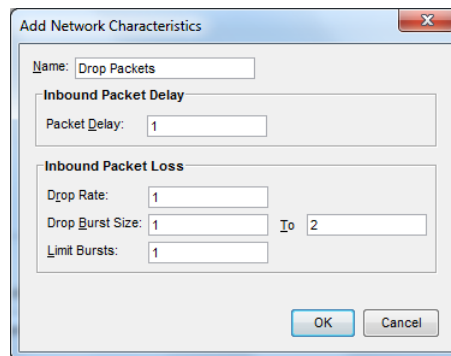 Add Network Characteristics
Name: Drop Packets
Inbound Packet Delay
Packet Delay: 1
Inbound Packet Loss
Drop Rate: 1
Drop Burst Size: 1 To 2
Limit Bursts: 1
OK Cancel